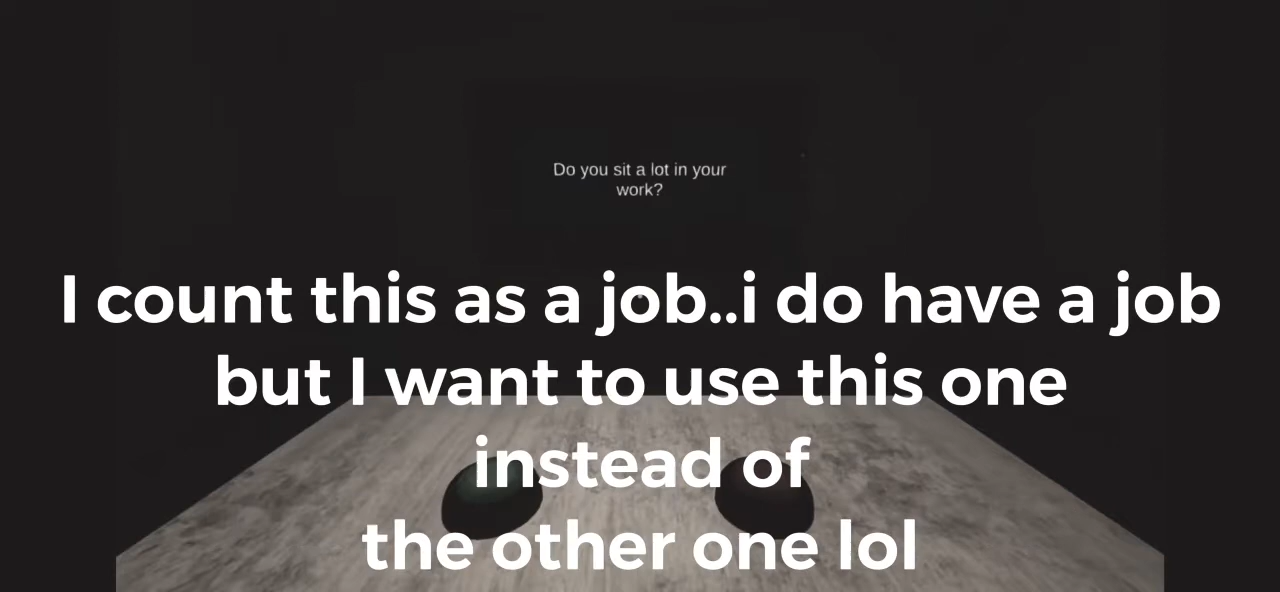 Do you sit a lot in your
work?
I count this as a job..i do have a job
but I want to use this one
instead of
the other one lol